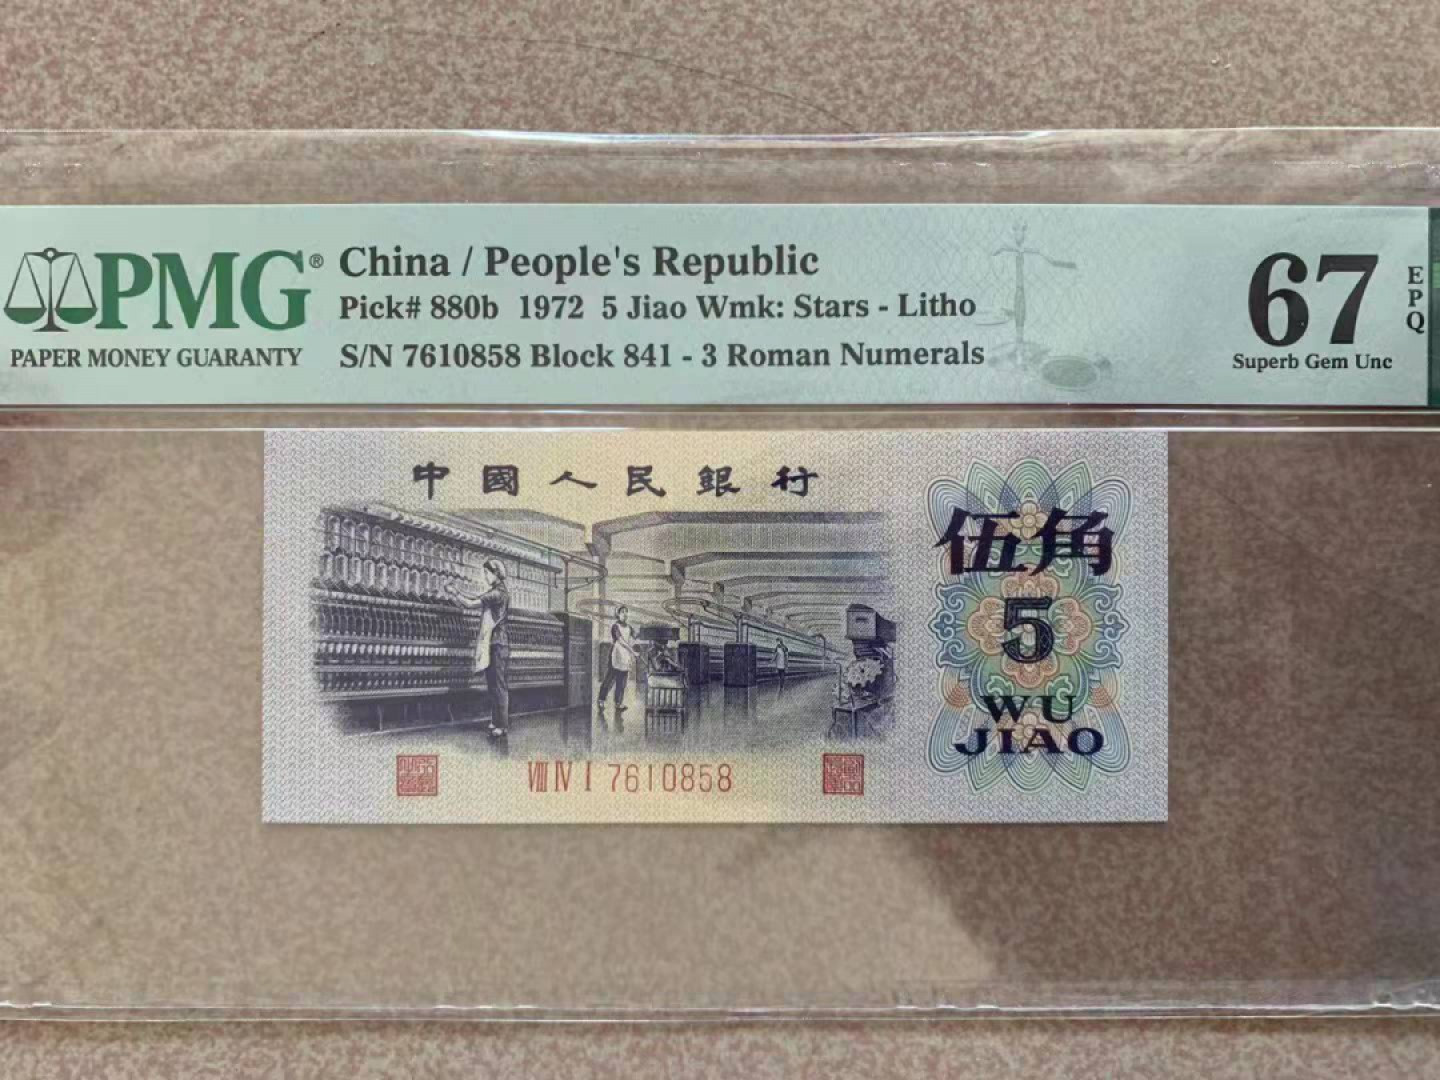 PMG®
PAPER MONEY GUARANTY
China / People's Republic
Pick# 880b 1972 5 Jiao Wmk: Stars - Litho
S/N 7610858 Block 841 - 3 Roman Numerals
67
EPQ
Superb Gem Unc
中國人民銀行
伍角
5
WU
JIAO
VIII IV I 7610858